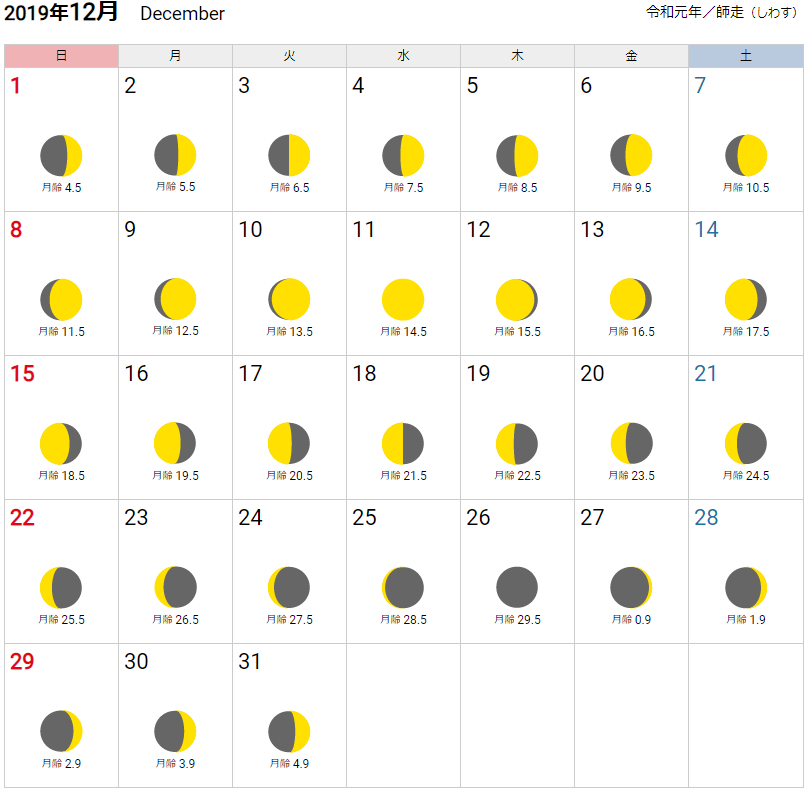 2019年12月 December 令和元年／師走（しわす）
日 月 火 水 木 金 土
1 2 3 4 5 6 7
月齢 4.5 月齢 5.5 月齢 6.5 月齢 7.5 月齢 8.5 月齢 9.5 月齢 10.5
8 9 10 11 12 13 14
月齢 11.5 月齢 12.5 月齢 13.5 月齢 14.5 月齢 15.5 月齢 16.5 月齢 17.5
15 16 17 18 19 20 21
月齢 18.5 月齢 19.5 月齢 20.5 月齢 21.5 月齢 22.5 月齢 23.5 月齢 24.5
22 23 24 25 26 27 28
月齢 25.5 月齢 26.5 月齢 27.5 月齢 28.5 月齢 29.5 月齢 0.9 月齢 1.9
29 30 31
月齢 2.9 月齢 3.9 月齢 4.9